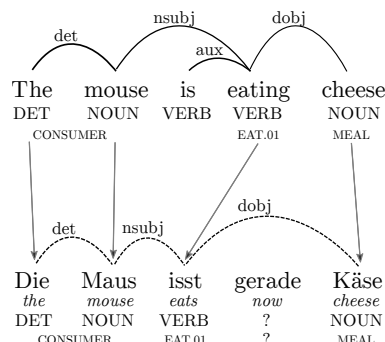 nsubj
det
aux
dobj
The mouse is eating cheese
DET NOUN VERB VERB NOUN
CONSUMER EAT.01 MEAL
det nsubj dobj
Die Maus isst gerade Käse
the mouse eats now cheese
DET NOUN VERB ? NOUN
CONSUMER EAT.01 ? MEAL